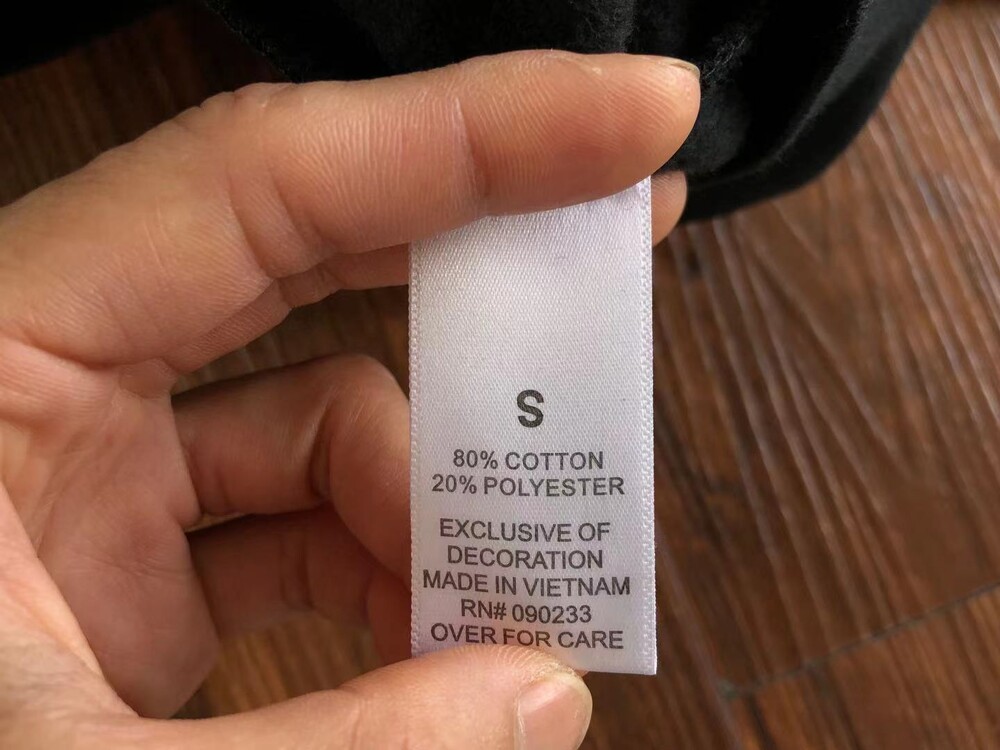 S
80% COTTON
20% POLYESTER
EXCLUSIVE OF
DECORATION
MADE IN VIETNAM
RN# 090233
OVER FOR CARE